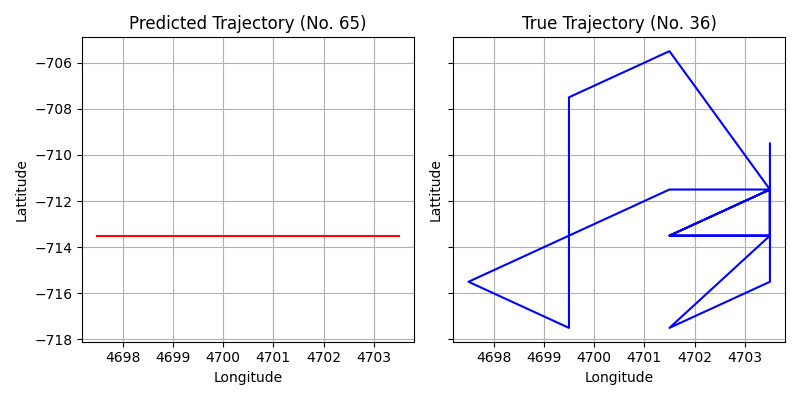 Predicted Trajectory (No. 65)
True Trajectory (No. 36)
−706
−708
−710
−712
−714
−716
−718
Lattitude
Lattitude
4698 4699 4700 4701 4702 4703
4698 4699 4700 4701 4702 4703
Longitude
Longitude